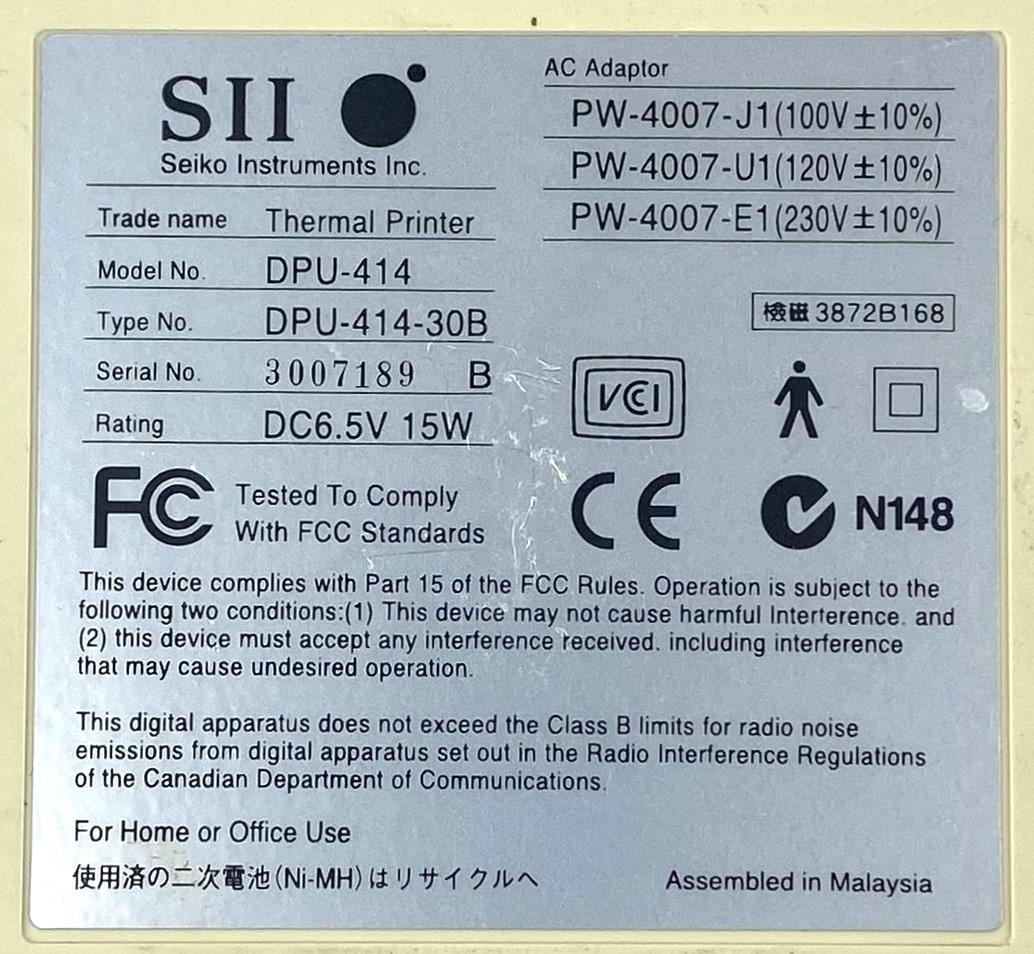 SII
Seiko Instruments Inc.
Trade name Thermal Printer
Model No. DPU-414
Type No. DPU-414-30B
Serial No. 3007189 B
Rating DC6.5V 15W
AC Adaptor
PW-4007-J1(100V±10%)
PW-4007-U1(120V±10%)
PW-4007-E1(230V±10%)
檢磁 3872B168
VCI
FC Tested To Comply
With FCC Standards
CE
N148
This device complies with Part 15 of the FCC Rules. Operation is subject to the
following two conditions:(1) This device may not cause harmful Interference. and
(2) this device must accept any interference received. including interference
that may cause undesired operation.
This digital apparatus does not exceed the Class B limits for radio noise
emissions from digital apparatus set out in the Radio Interference Regulations
of the Canadian Department of Communications.
For Home or Office Use
使用済の二次電池(Ni-MH)はリサイクルへ
Assembled in Malaysia